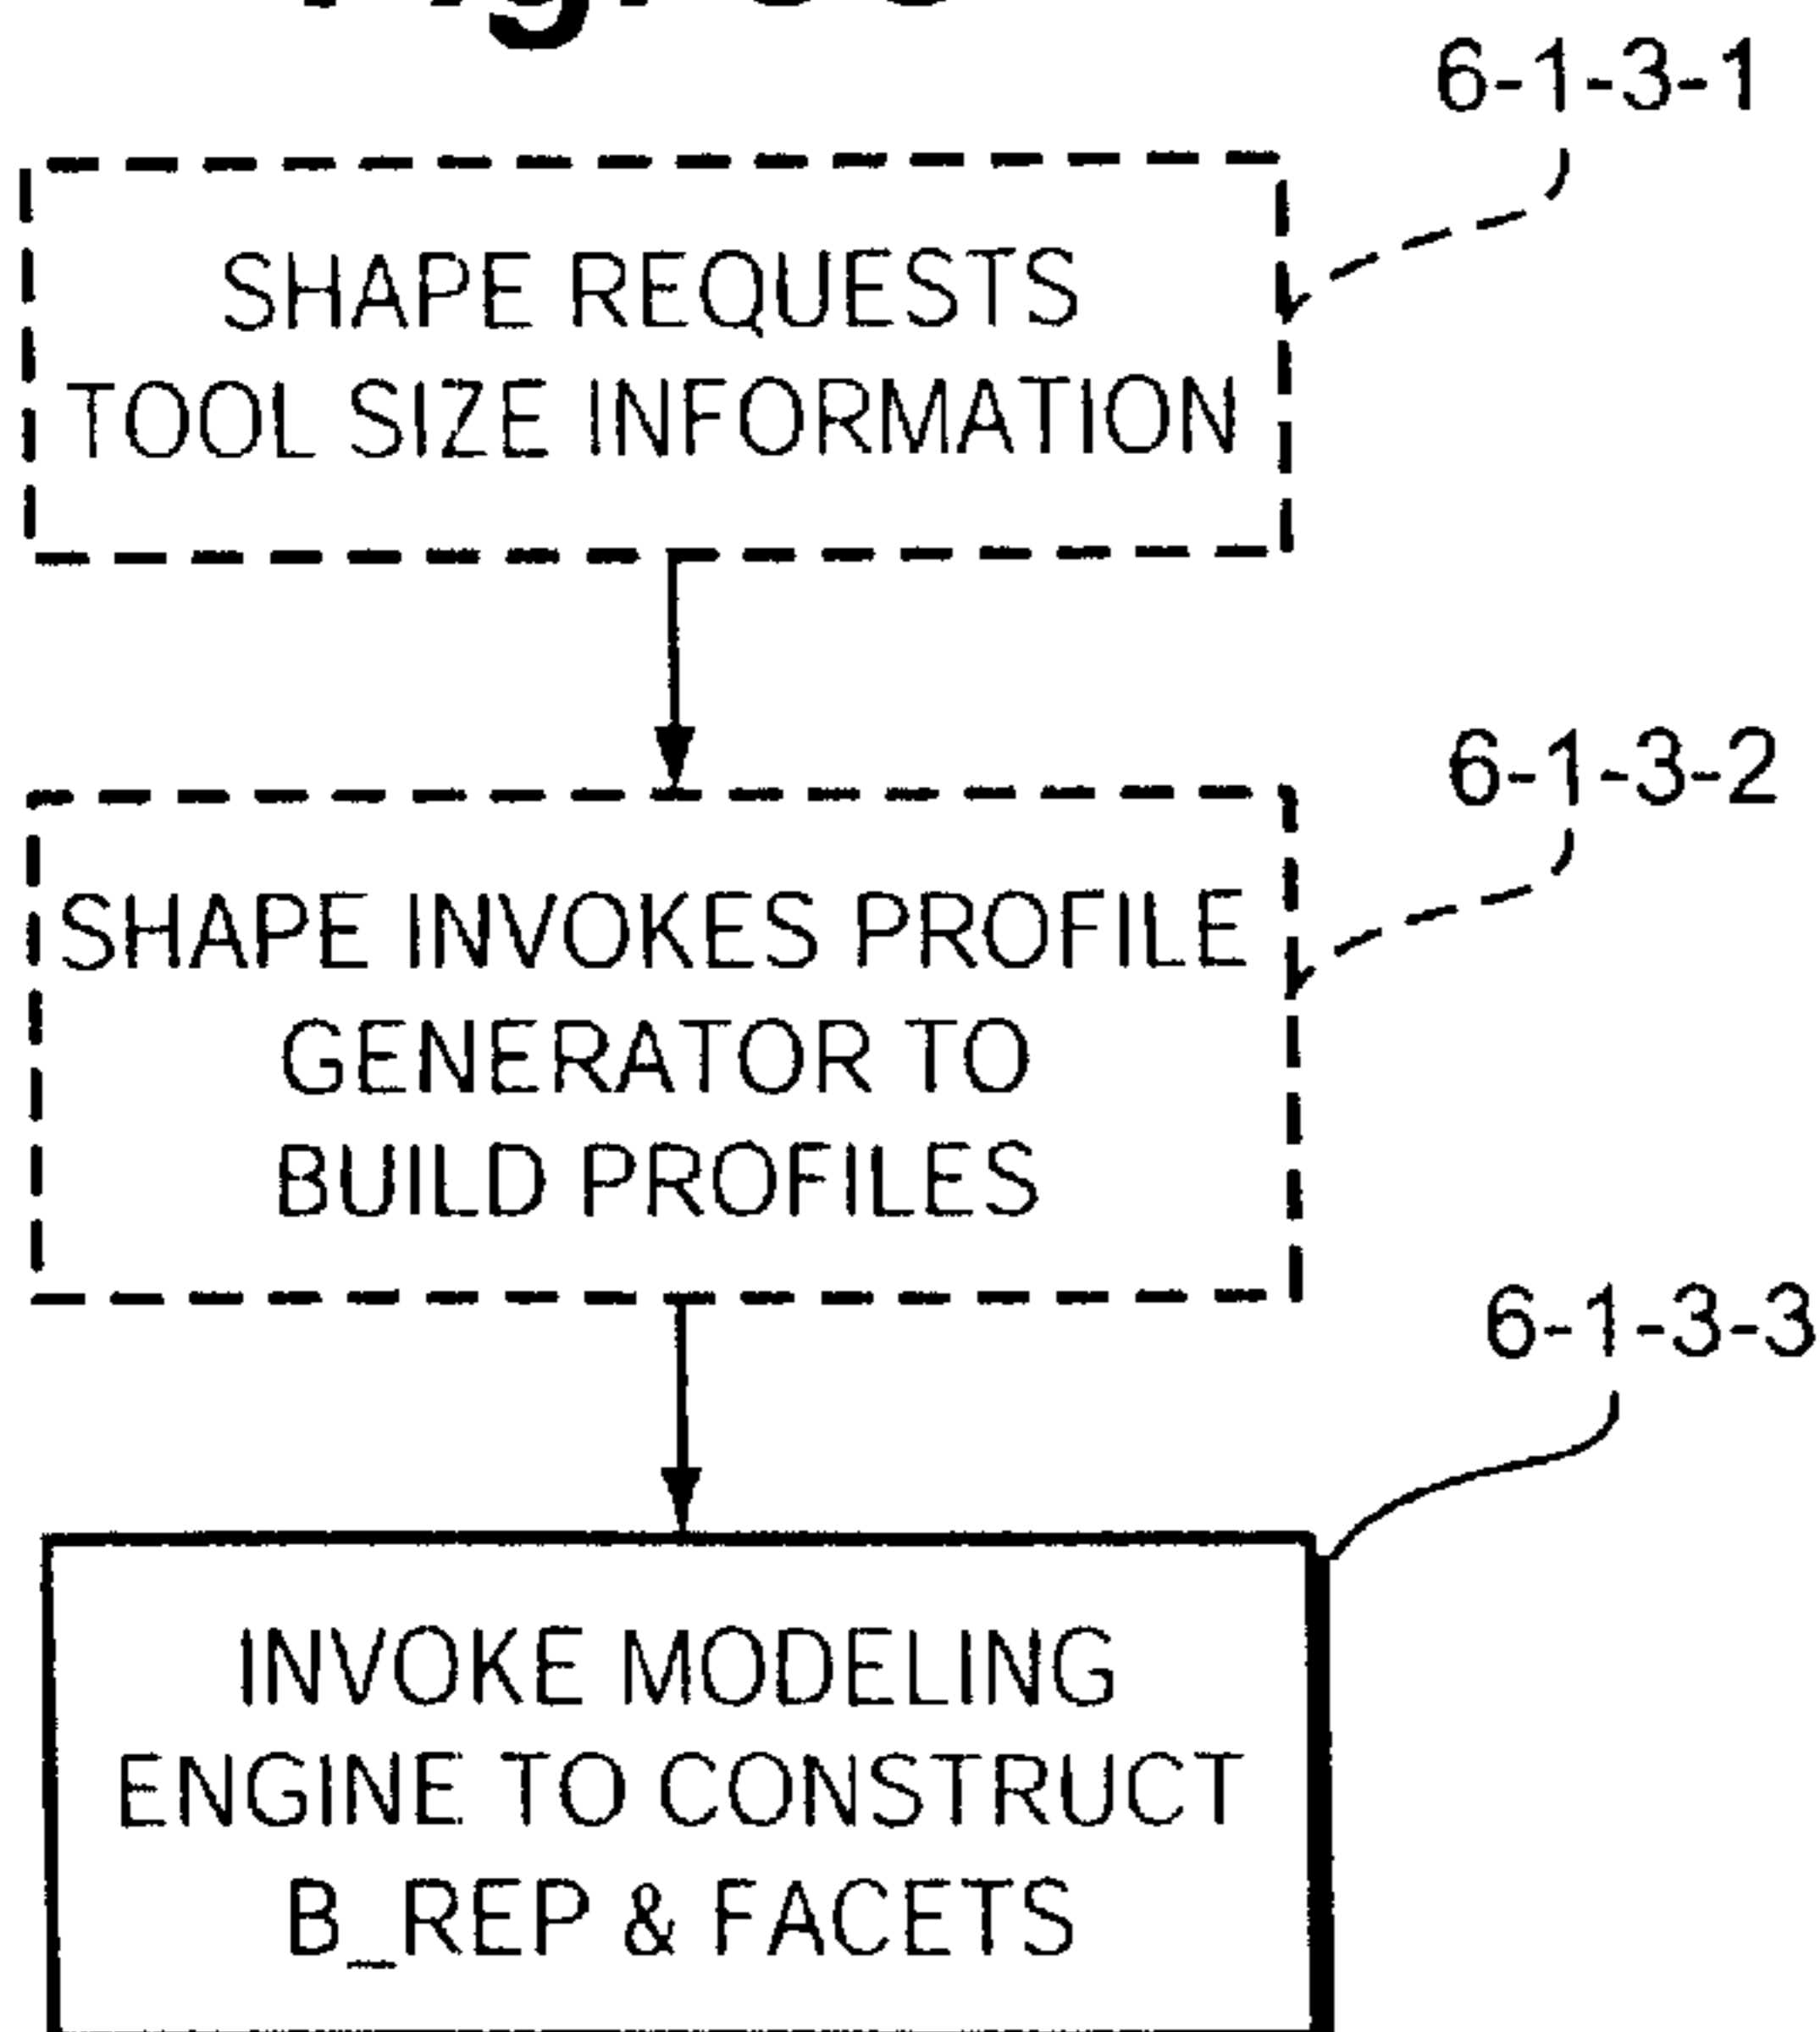 6-1-3-1
SHAPE REQUESTS
TOOL SIZE INFORMATION
6-1-3-2
SHAPE INVOKES PROFILE
GENERATOR TO
BUILD PROFILES
6-1-3-3
INVOKE MODELING
ENGINE TO CONSTRUCT
B_REP & FACETS